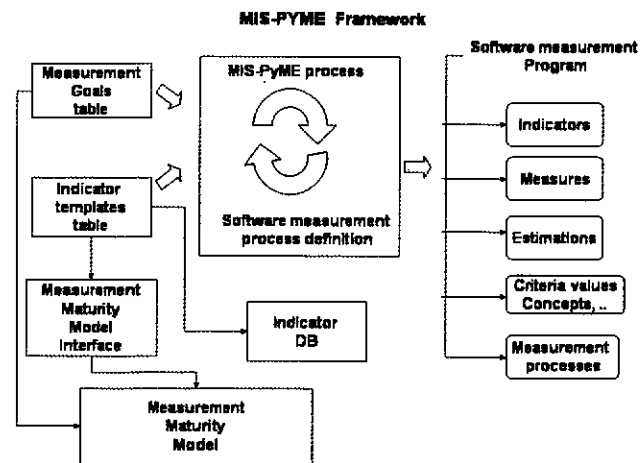 MIS-PYME Framework
Measurement
Goals
table
Indicator
templates
table
Measurement
Maturity
Model
Interface
Measurement
Maturity
Model
MIS-PyME process
Software measurement
process definition
Indicator
DB
Software measurement
Program
Indicators
Measures
Estimations
Criteria values
Concepts, ..
Measurement
processes